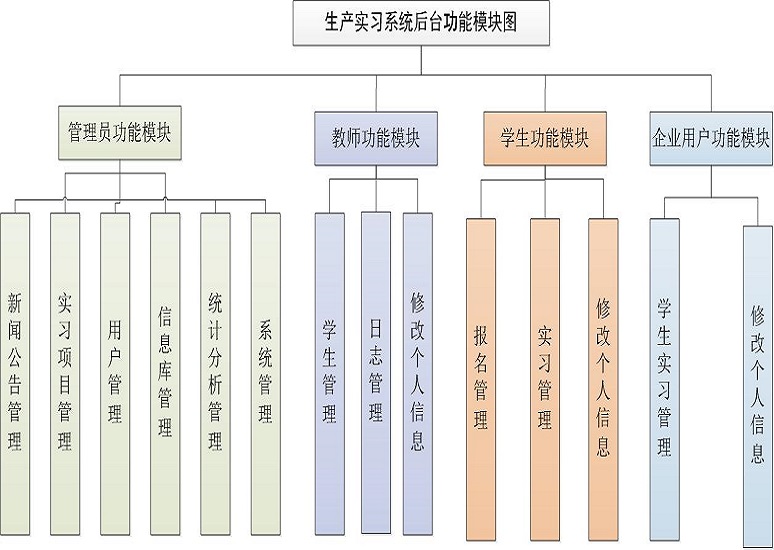 生产实习系统后台功能模块图
管理员功能模块
教师功能模块
学生功能模块
企业用户功能模块
新闻公告管理
实习项目管理
用户管理
信息库管理
统计分析管理
系统管理
学生管理
日志管理
修改个人信息
报名管理
实习管理
修改个人信息
学生实习管理
修改个人信息